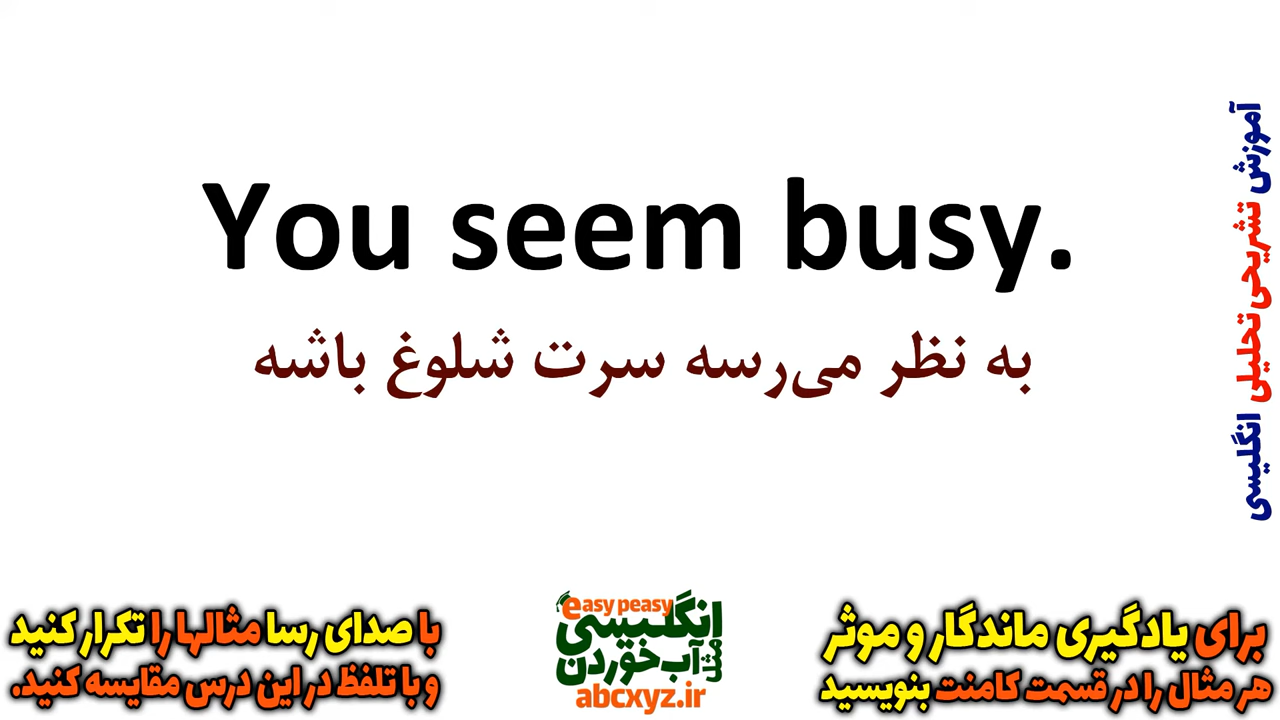 You seem busy.
به نظر می‌رسه سرت شلوغ باشه
آموزش تشریحی تحلیلی انگلیسی
برای یادگیری ماندگار و موثر
هر مثال را در قسمت کامنت بنویسید
easy peasy
انگلیسی
مثل آب خوردن
abcxyz.ir
با صدای رسا مثالها را تکرار کنید
و با تلفظ در این درس مقایسه کنید.